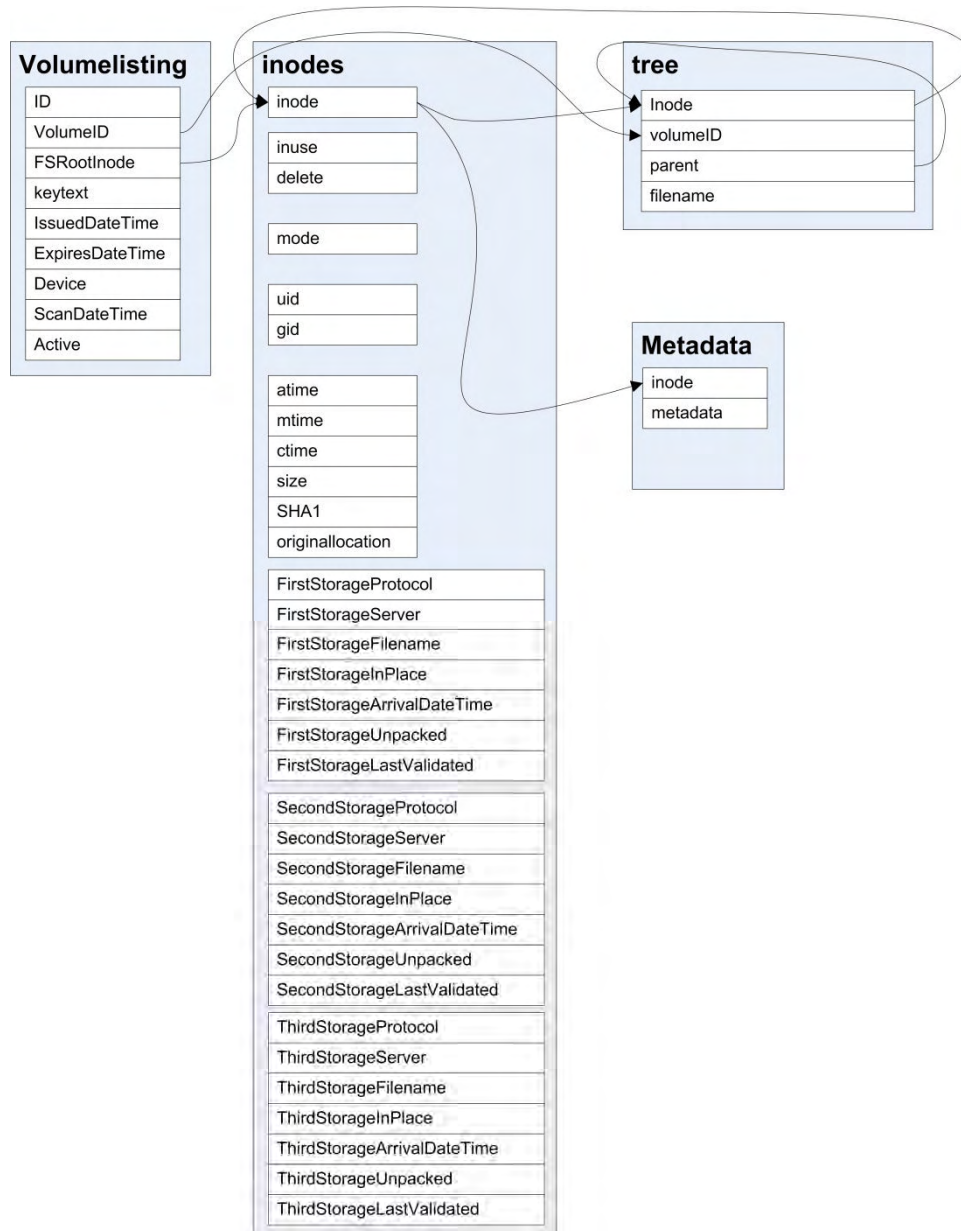 Volumelisting
ID
VolumeID
FSRootInode
keytext
IssuedDateTime
ExpiresDateTime
Device
ScanDateTime
Active
inodes
inode
inuse
delete
mode
uid
gid
atime
mtime
ctime
size
SHA1
originallocation
FirstStorageProtocol
FirstStorageServer
FirstStorageFilename
FirstStorageInPlace
FirstStorageArrivalDateTime
FirstStorageUnpacked
FirstStorageLastValidated
SecondStorageProtocol
SecondStorageServer
SecondStorageFilename
SecondStorageInPlace
SecondStorageArrivalDateTime
SecondStorageUnpacked
SecondStorageLastValidated
ThirdStorageProtocol
ThirdStorageServer
ThirdStorageFilename
ThirdStorageInPlace
ThirdStorageArrivalDateTime
ThirdStorageUnpacked
ThirdStorageLastValidated
tree
Inode
volumeID
parent
filename
Metadata
inode
metadata